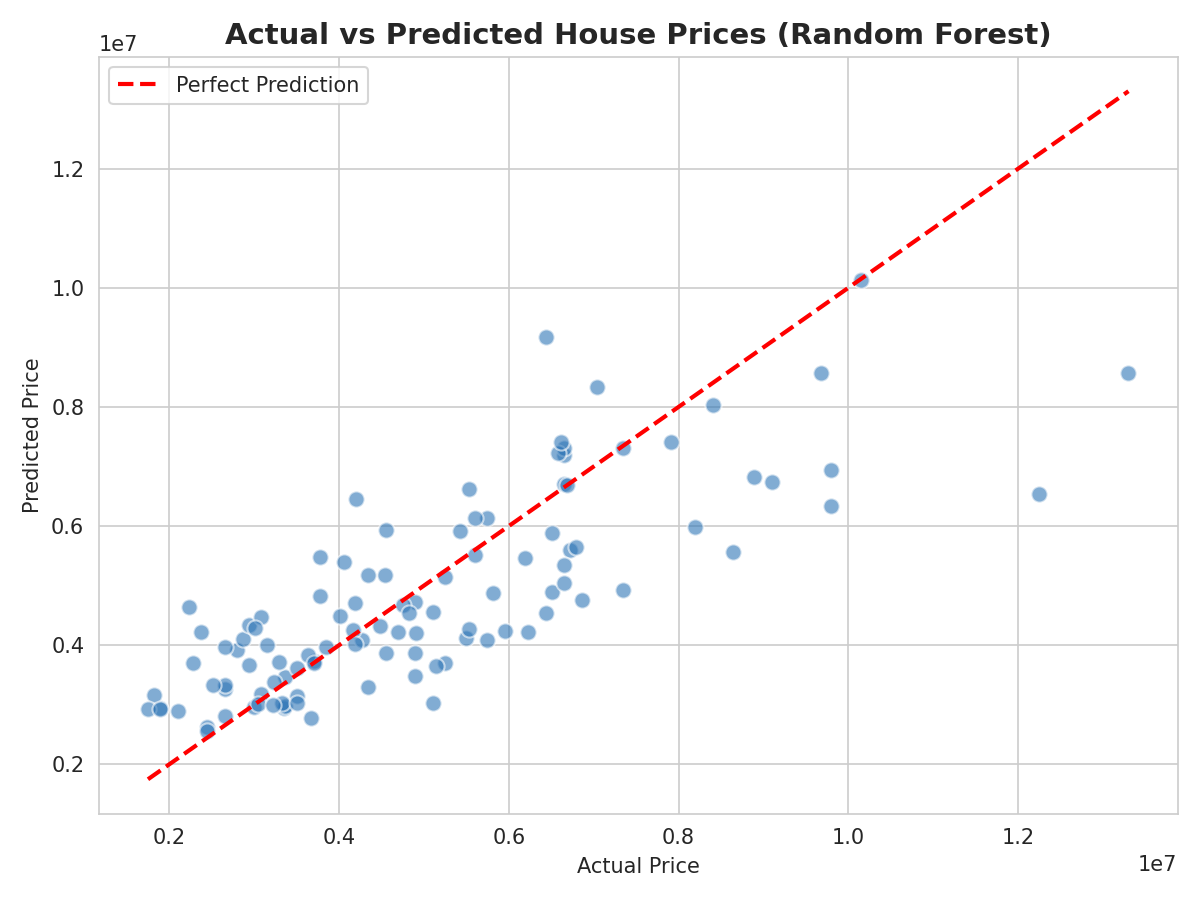 Actual vs Predicted House Prices (Random Forest)
1e7
Perfect Prediction
1.2
1.0
0.8
0.6
0.4
0.2
Predicted Price
0.2 0.4 0.6 0.8 1.0 1.2
Actual Price
1e7